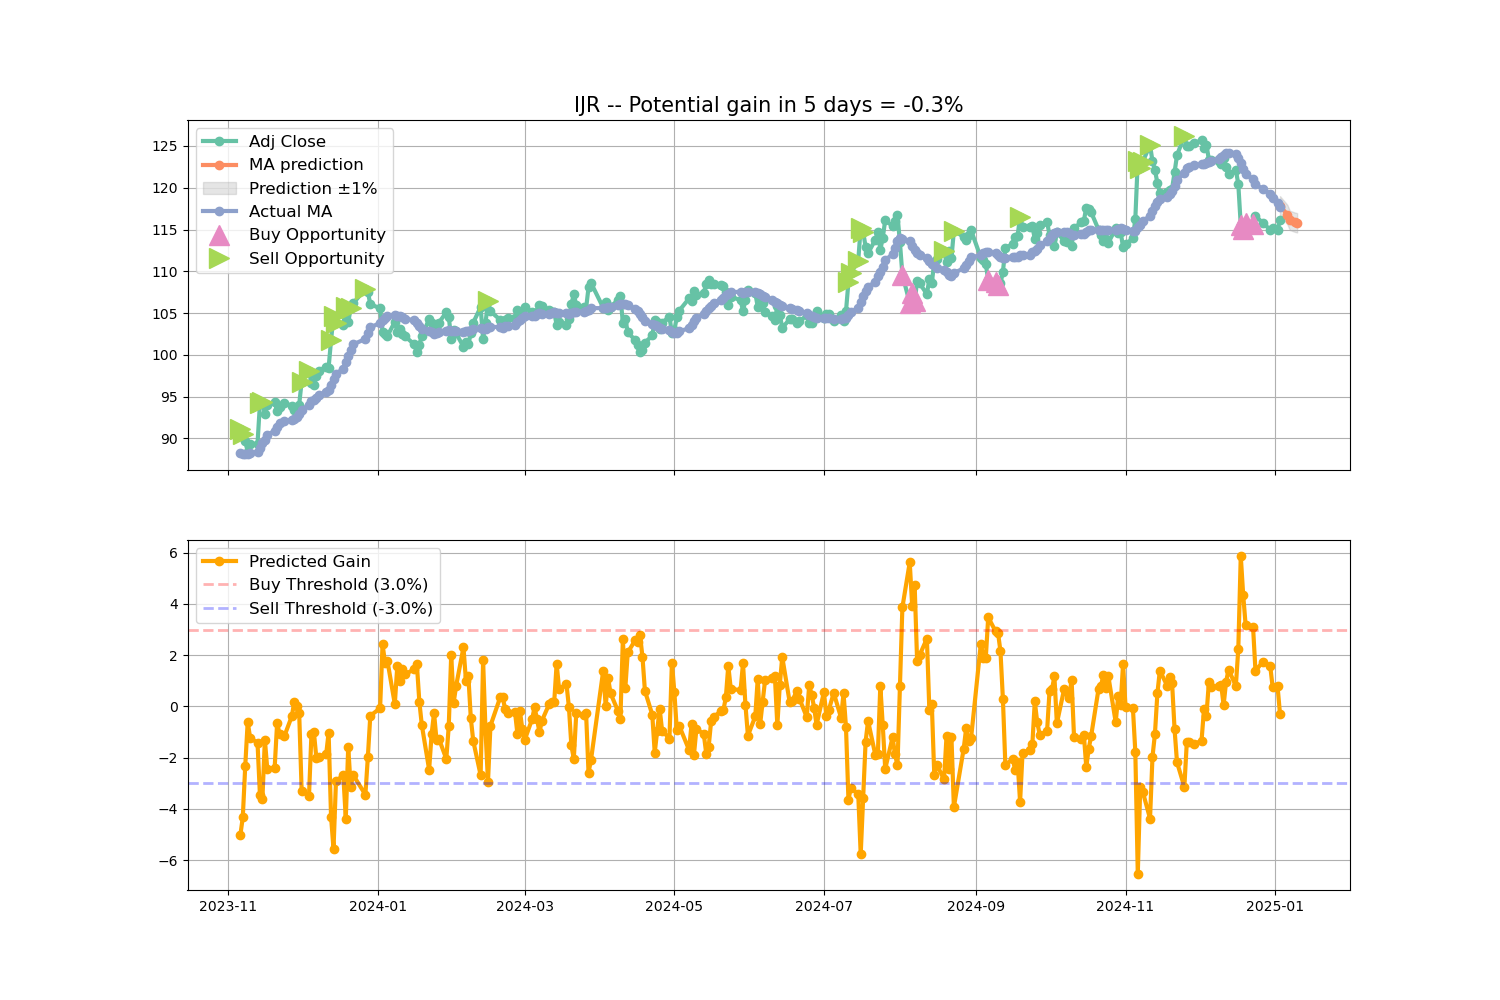 IJR -- Potential gain in 5 days = -0.3%
Adj Close
MA prediction
Prediction ±1%
Actual MA
Buy Opportunity
Sell Opportunity
125
120
115
110
105
100
95
90
Predicted Gain
Buy Threshold (3.0%)
Sell Threshold (-3.0%)
6
4
2
0
−2
−4
−6
2023-11 2024-01 2024-03 2024-05 2024-07 2024-09 2024-11 2025-01